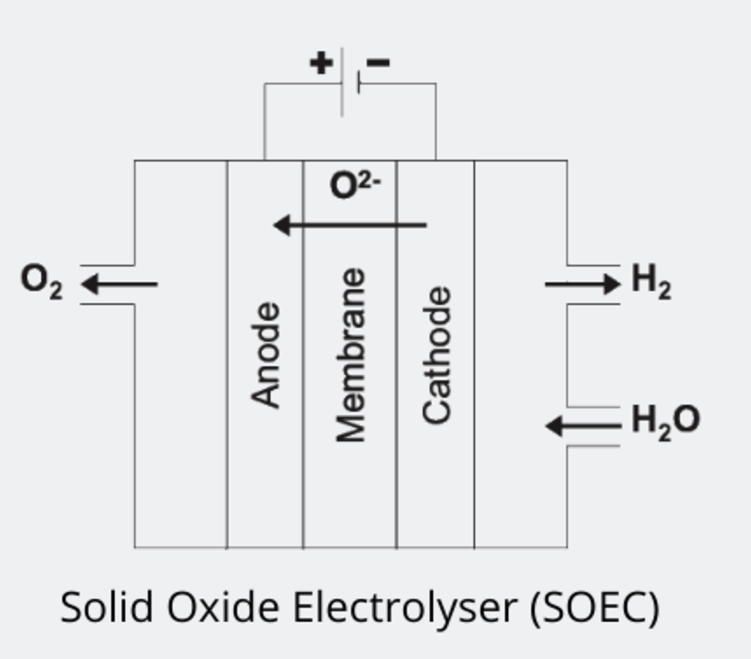 + −
O²⁻
O₂
H₂
Anode
Membrane
Cathode
H₂O
Solid Oxide Electrolyser (SOEC)